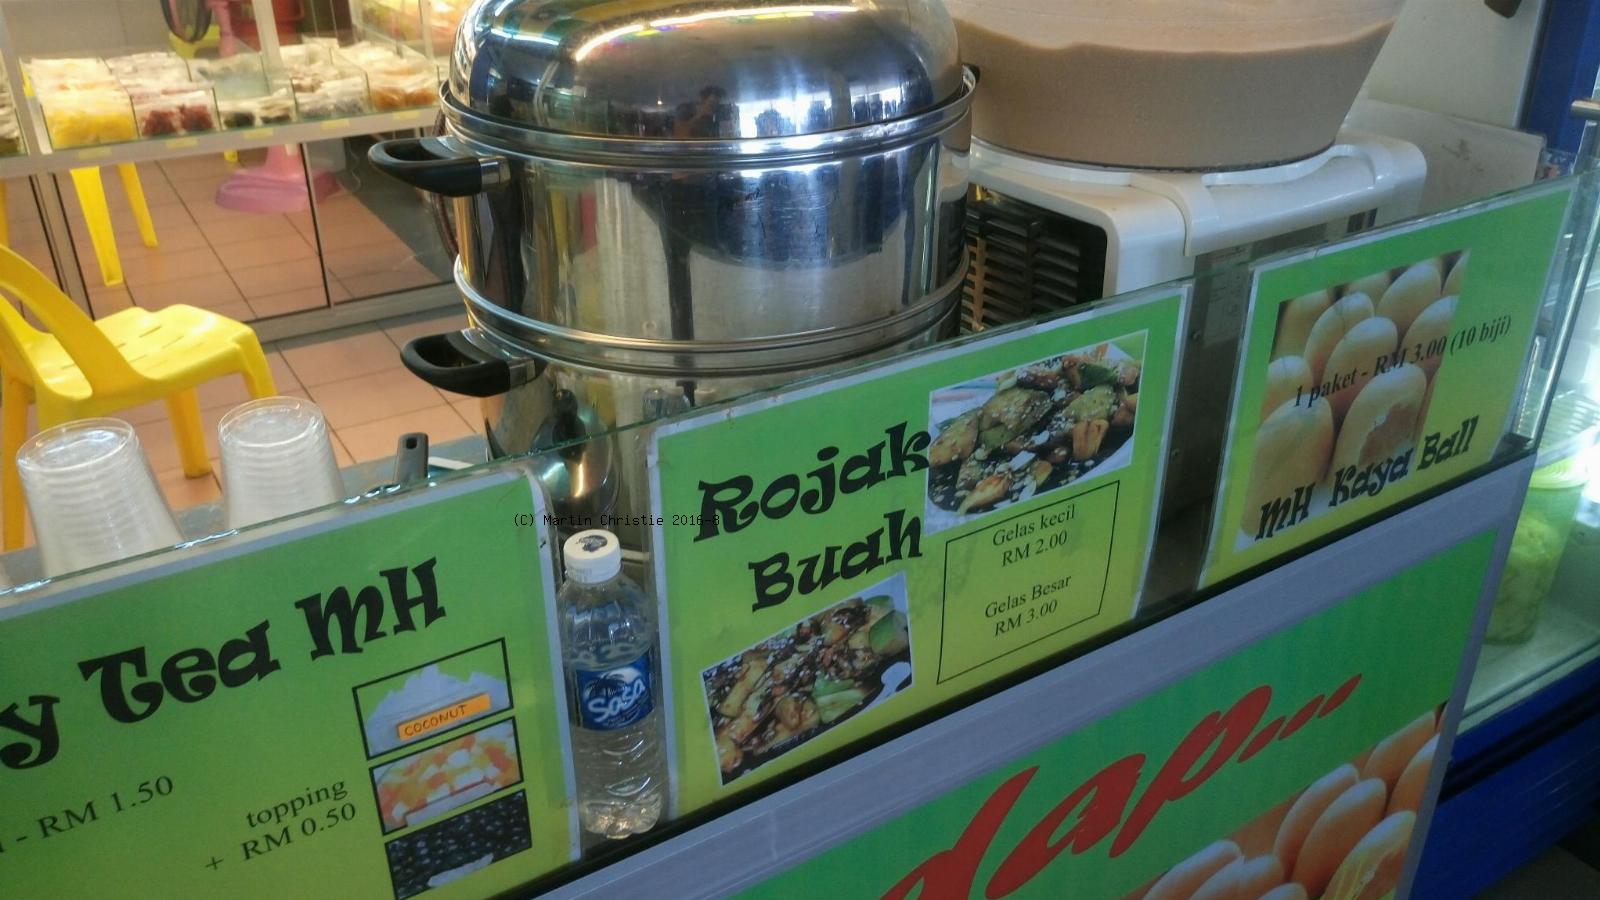 y Tea MH
- RM 1.50
topping
+ RM 0.50
COCONUT
(C) Martin Christie 2016-8
Sasa
Rojak
Buah
Gelas kecil
RM 2.00
Gelas Besar
RM 3.00
1 paket - RM 3.00 (10 biji)
MH Kaya Ball
dap...